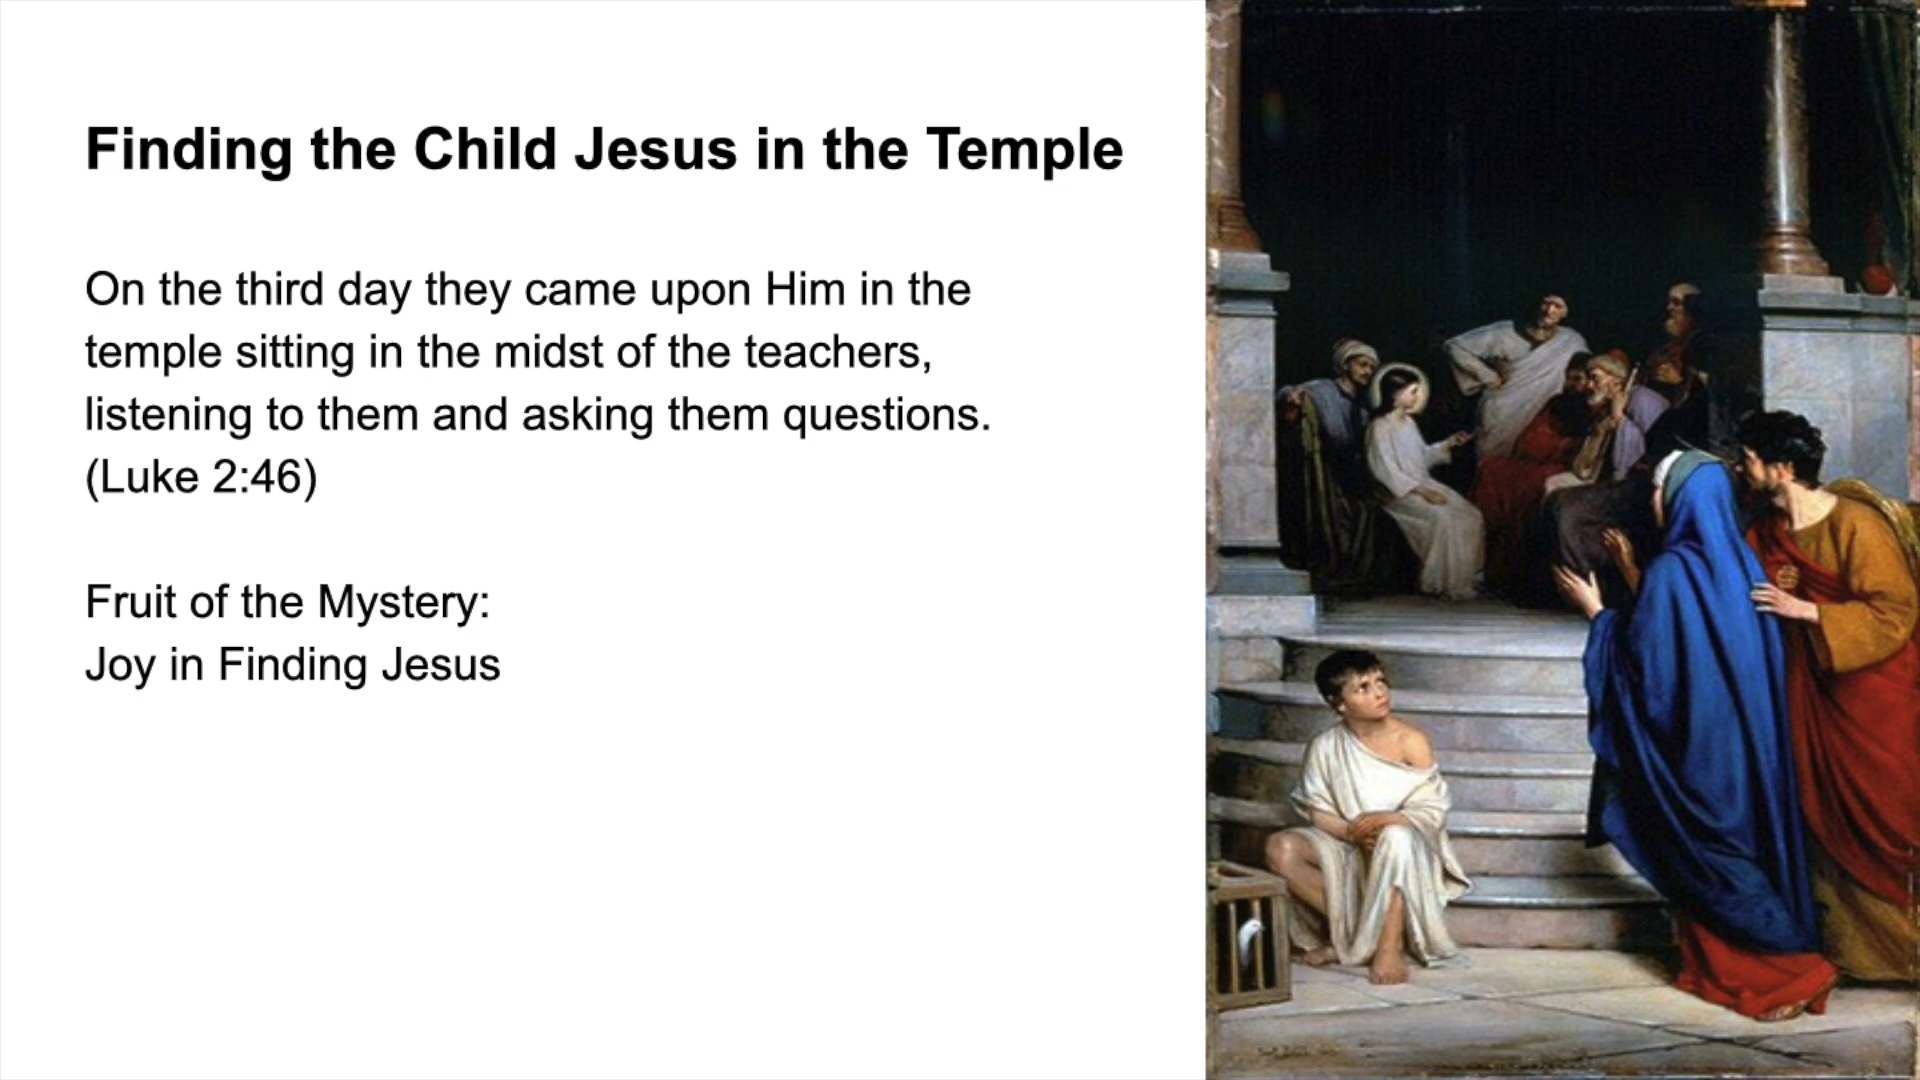 Finding the Child Jesus in the Temple
On the third day they came upon Him in the
temple sitting in the midst of the teachers,
listening to them and asking them questions.
(Luke 2:46)
Fruit of the Mystery:
Joy in Finding Jesus